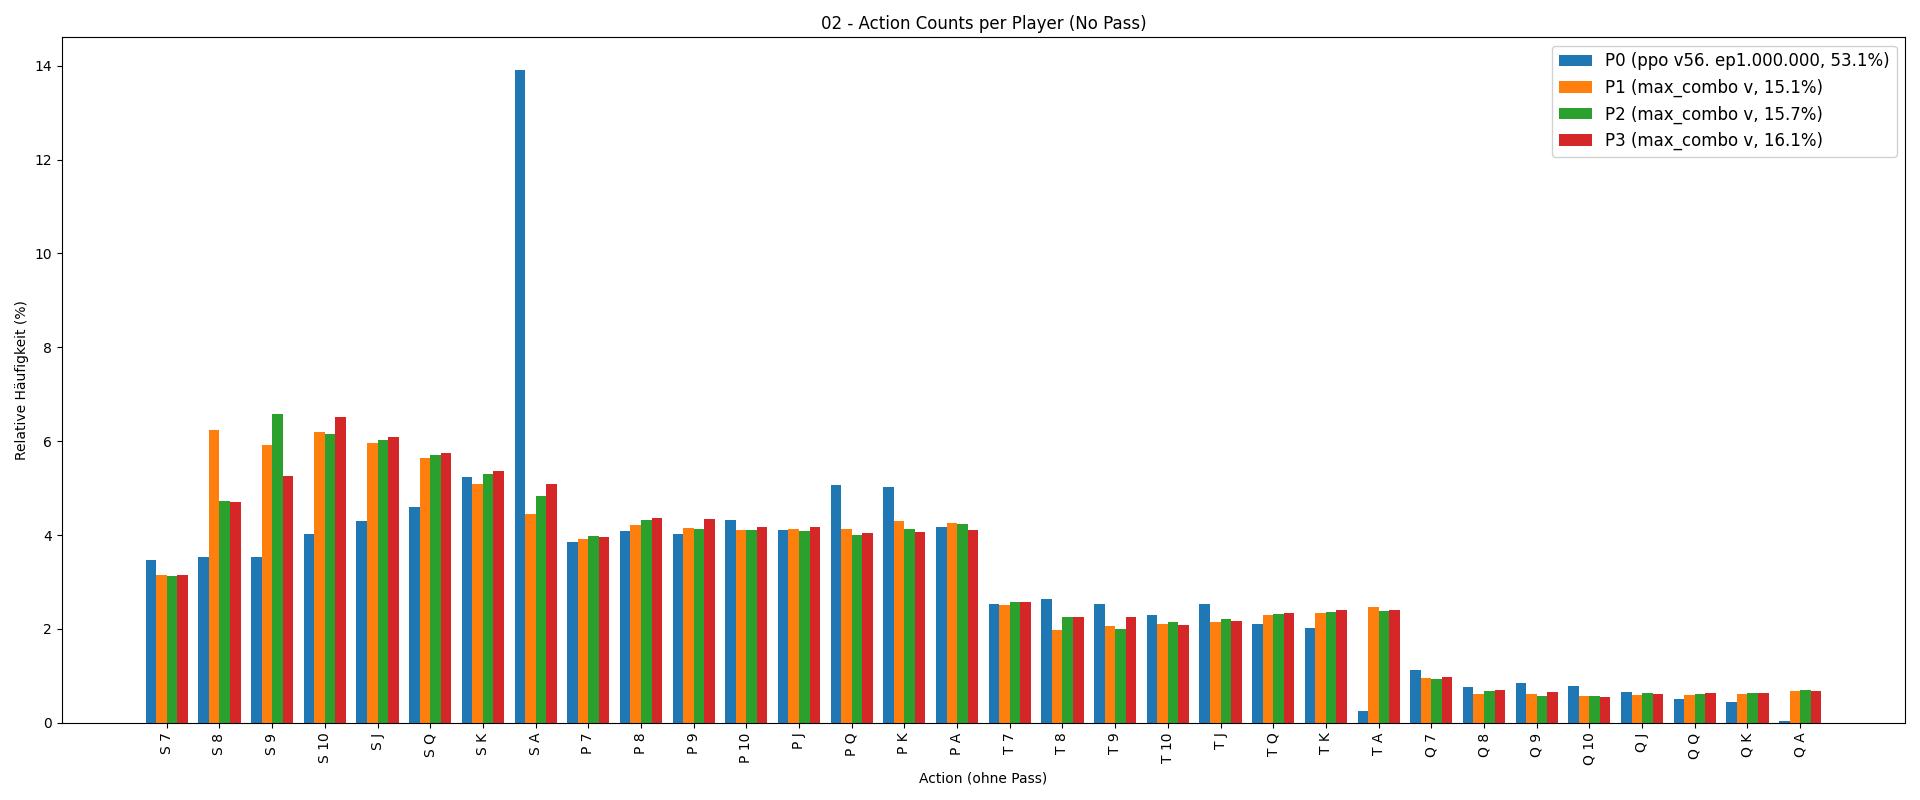 02 - Action Counts per Player (No Pass)
P0 (ppo v56. ep1.000.000, 53.1%)
P1 (max_combo v, 15.1%)
P2 (max_combo v, 15.7%)
P3 (max_combo v, 16.1%)
Relative Häufigkeit (%)
14
12
10
8
6
4
2
0
S 7
S 8
S 9
S 10
S J
S Q
S K
S A
P 7
P 8
P 9
P 10
P J
P Q
P K
P A
T 7
T 8
T 9
T 10
T J
T Q
T K
T A
Q 7
Q 8
Q 9
Q 10
Q J
Q Q
Q K
Q A
Action (ohne Pass)